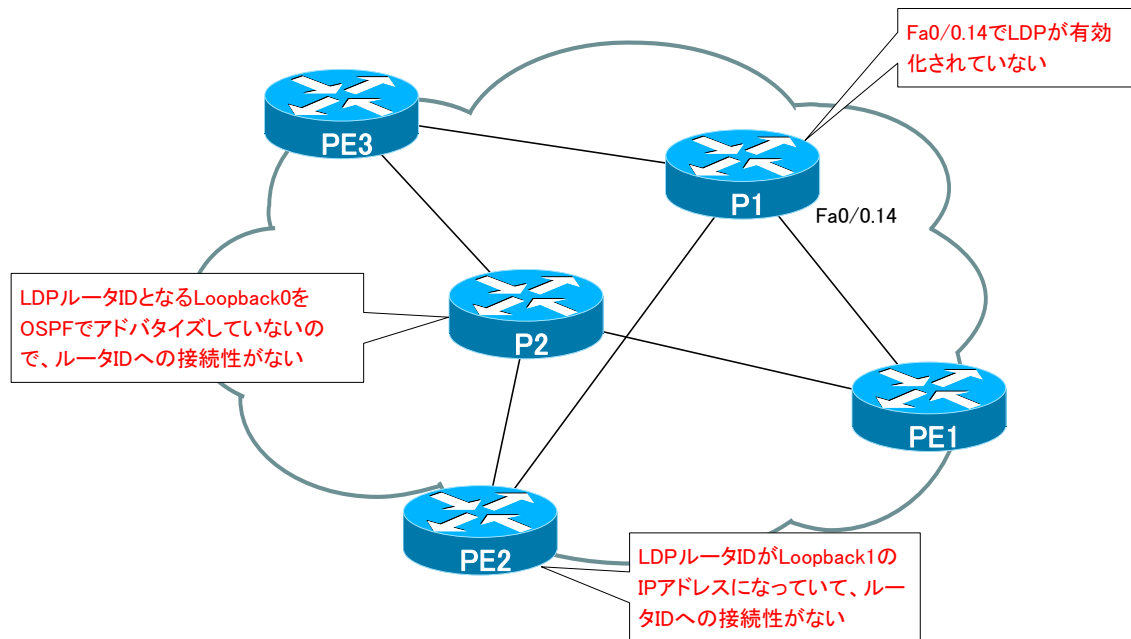 Fa0/0.14でLDPが有効
化されていない
PE3
P1
Fa0/0.14
LDPルータIDとなるLoopback0を
OSPFでアドバタイズしていないの
で、ルータIDへの接続性がない
P2
PE1
PE2
LDPルータIDがLoopback1の
IPアドレスになっていて、ルー
タIDへの接続性がない